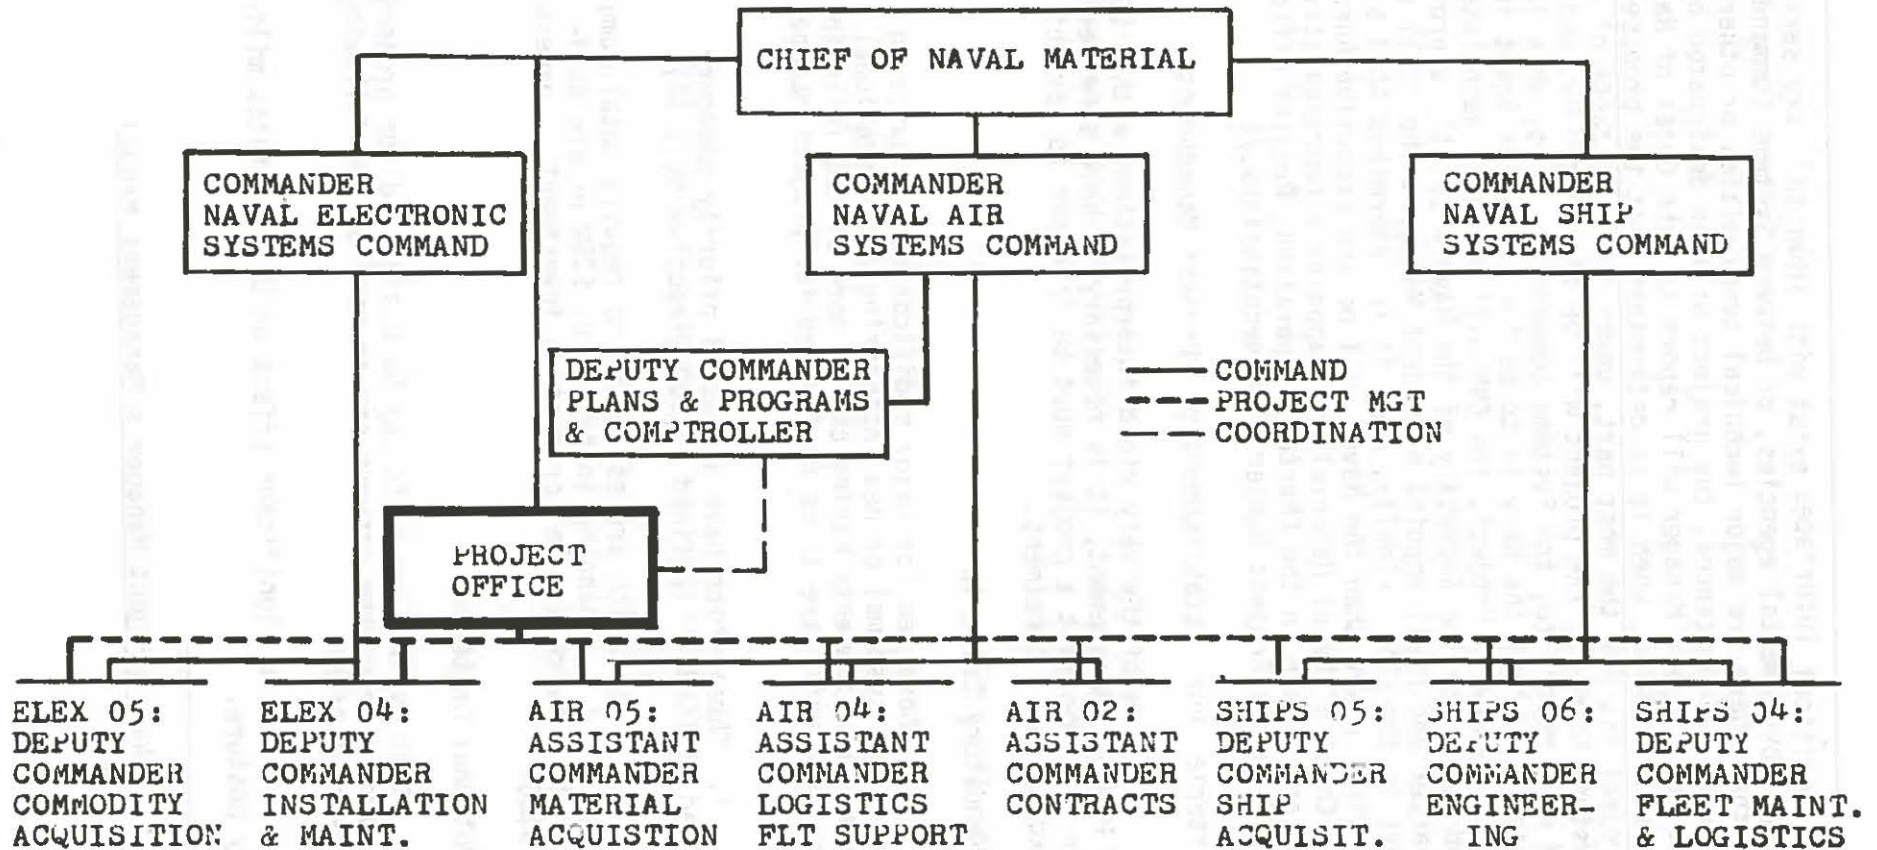 CHIEF OF NAVAL MATERIAL
COMMANDER
NAVAL ELECTRONIC
SYSTEMS COMMAND
COMMANDER
NAVAL AIR
SYSTEMS COMMAND
COMMANDER
NAVAL SHIP
SYSTEMS COMMAND
DEPUTY COMMANDER
PLANS & PROGRAMS
& COMPTROLLER
COMMAND
PROJECT MGT
COORDINATION
PROJECT
OFFICE
ELEX 05:
DEPUTY
COMMANDER
COMMODITY
ACQUISITION
ELEX 04:
DEPUTY
COMMANDER
INSTALLATION
& MAINT.
AIR 05:
ASSISTANT
COMMANDER
MATERIAL
ACQUISTION
AIR 04:
ASSISTANT
COMMANDER
LOGISTICS
FLT SUPPORT
AIR 02:
ASSISTANT
COMMANDER
CONTRACTS
SHIPS 05:
DEPUTY
COMMANDER
SHIP
ACQUISIT.
SHIPS 06:
DEPUTY
COMMANDER
ENGINEER-
ING
SHIPS 04:
DEPUTY
COMMANDER
FLEET MAINT.
& LOGISTICS